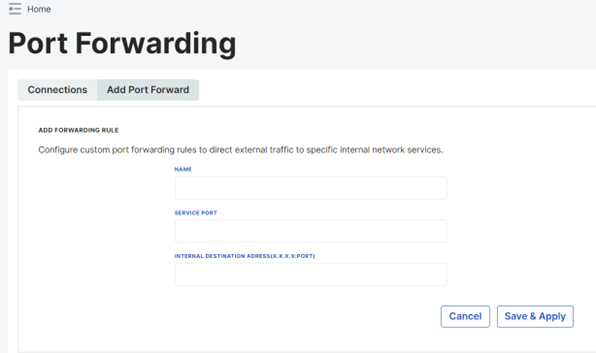 Home
Port Forwarding
Connections
Add Port Forward
ADD FORWARDING RULE
Configure custom port forwarding rules to direct external traffic to specific internal network services.
NAME
SERVICE PORT
INTERNAL DESTINATION ADRESS(X.X.X.X:PORT)
Cancel
Save & Apply